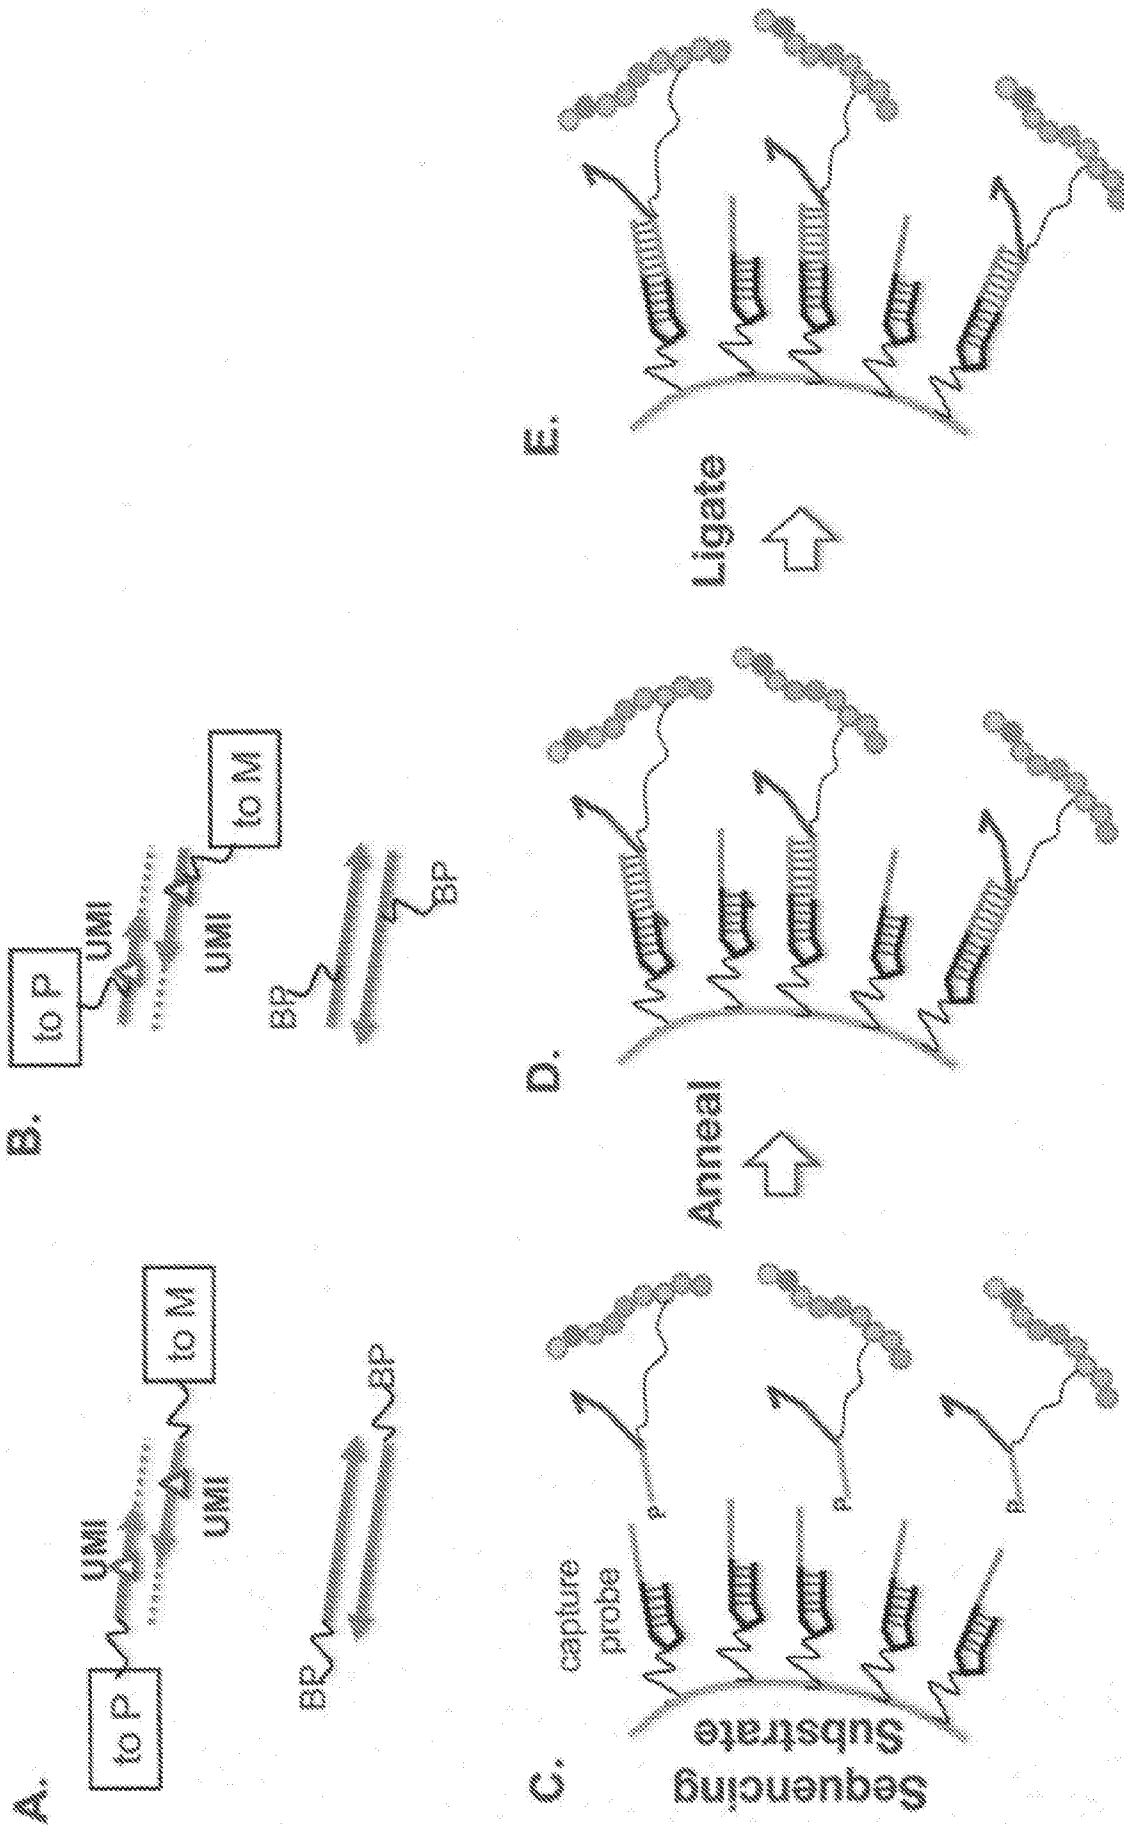 A.
to P
UMI
UMI
to M
BP
BP
B.
to P
UMI
UMI
to M
BP
BP
C.
Sequencing
Substrate
capture
probe
P
P
Anneal
D.
Ligate
E.